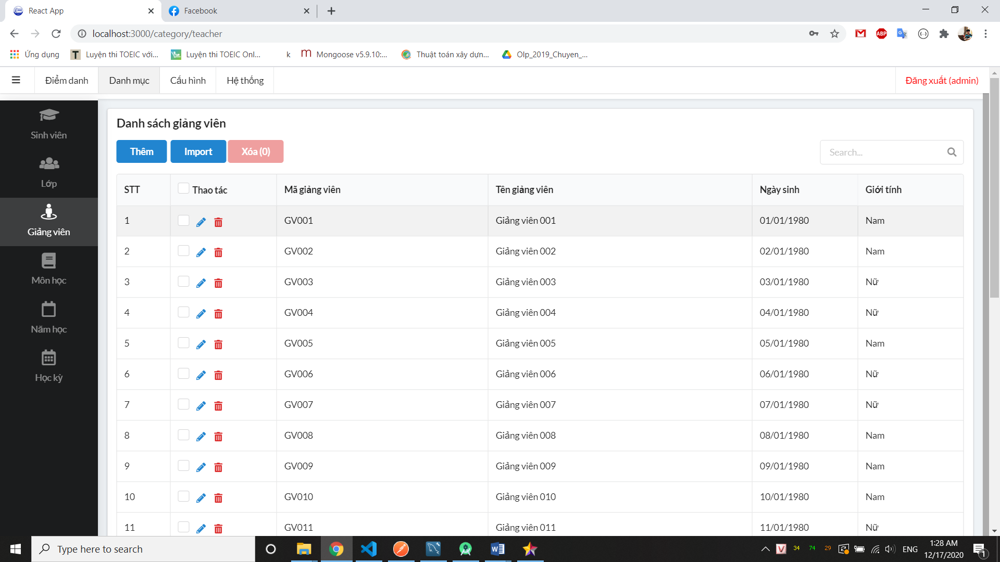 React App
Facebook
localhost:3000/category/teacher
ABP
Ứng dụng
T
Luyện thi TOEIC với...
Luyện thi TOEIC Onl...
k
m
Mongoose v5.9.10:...
Thuật toán xây dựn...
Olp_2019_Chuyen_...
Điểm danh
Danh mục
Cấu hình
Hệ thống
Đăng xuất (admin)
Sinh viên
Lớp
Giảng viên
Môn học
Năm học
Học kỳ
Danh sách giảng viên
Thêm
Import
Xóa (0)
Search...
STT Thao tác Mã giảng viên Tên giảng viên Ngày sinh Giới tính
1 GV001 Giảng viên 001 01/01/1980 Nam
2 GV002 Giảng viên 002 02/01/1980 Nam
3 GV003 Giảng viên 003 03/01/1980 Nữ
4 GV004 Giảng viên 004 04/01/1980 Nữ
5 GV005 Giảng viên 005 05/01/1980 Nam
6 GV006 Giảng viên 006 06/01/1980 Nữ
7 GV007 Giảng viên 007 07/01/1980 Nữ
8 GV008 Giảng viên 008 08/01/1980 Nam
9 GV009 Giảng viên 009 09/01/1980 Nam
10 GV010 Giảng viên 010 10/01/1980 Nam
11 GV011 Giảng viên 011 11/01/1980 Nữ
Type here to search
V
34
74
29
ENG
1:28 AM
12/17/2020
1